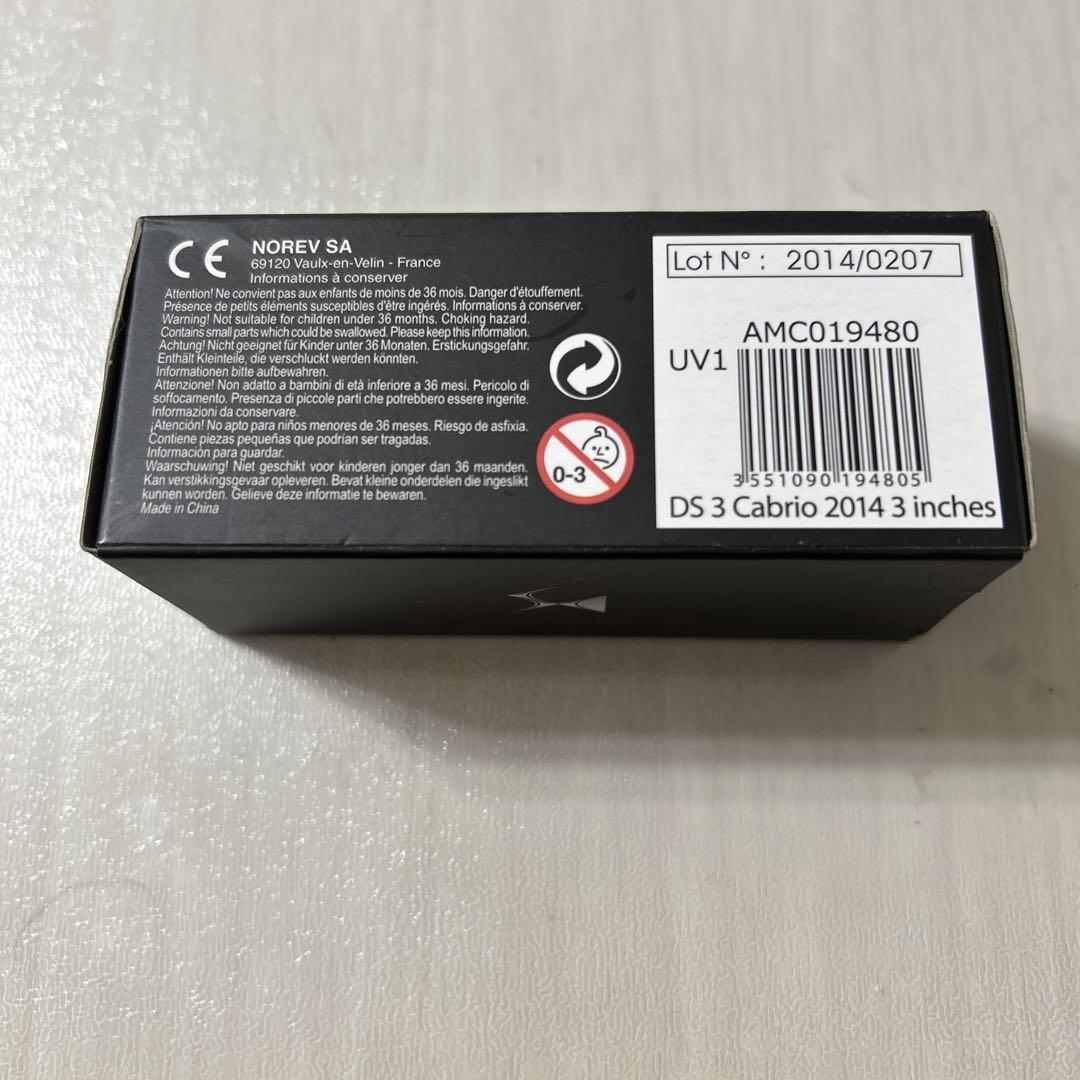 CE
NOREV SA
69120 Vaulx-en-Velin - France
Informations à conserver
Attention! Ne convient pas aux enfants de moins de 36 mois. Danger d'étouffement.
Présence de petits éléments susceptibles d'être ingérés. Informations à conserver.
Warning! Not suitable for children under 36 months. Choking hazard.
Contains small parts which could be swallowed. Please keep this information.
Achtung! Nicht geeignet für Kinder unter 36 Monaten. Erstickungsgefahr.
Enthält Kleinteile, die verschluckt werden könnten.
Informationen bitte aufbewahren.
Attenzione! Non adatto a bambini di età inferiore a 36 mesi. Pericolo di
soffocamento. Presenza di piccole parti che potrebbero essere ingerite.
Informazioni da conservare.
¡Atención! No apto para niños menores de 36 meses. Riesgo de asfixia.
Contiene piezas pequeñas que podrían ser tragadas.
Información para guardar.
Waarschuwing! Niet geschikt voor kinderen jonger dan 36 maanden.
Kan verstikkingsgevaar opleveren. Bevat kleine onderdelen die ingeslikt
kunnen worden. Gelieve deze informatie te bewaren.
Made in China
0-3
Lot N° : 2014/0207
AMC019480
UV1
3 551090 194805
DS 3 Cabrio 2014 3 inches